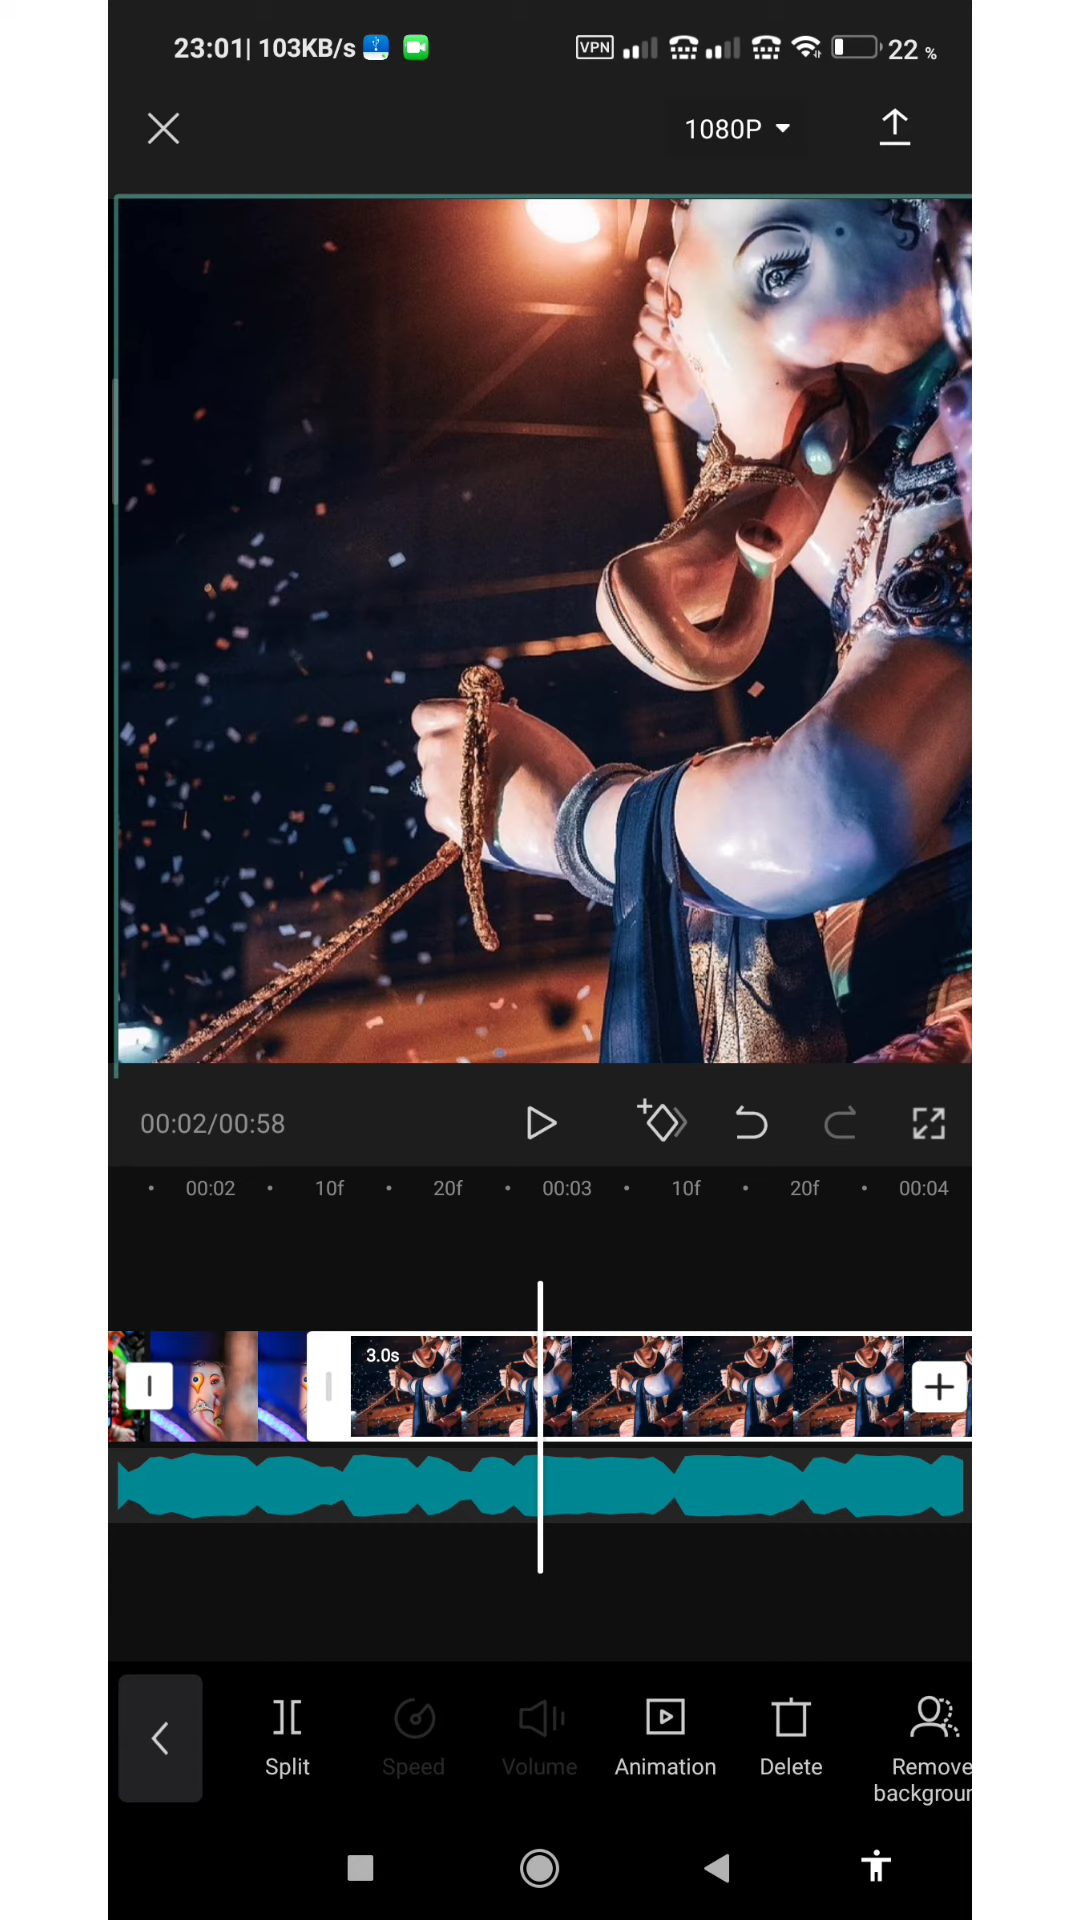 23:01| 103KB/s VPN 22 %
1080P
00:02/00:58
00:02 10f 20f 00:03 10f 20f 00:04
3.0s
Split Speed Volume Animation Delete Remove
backgroun